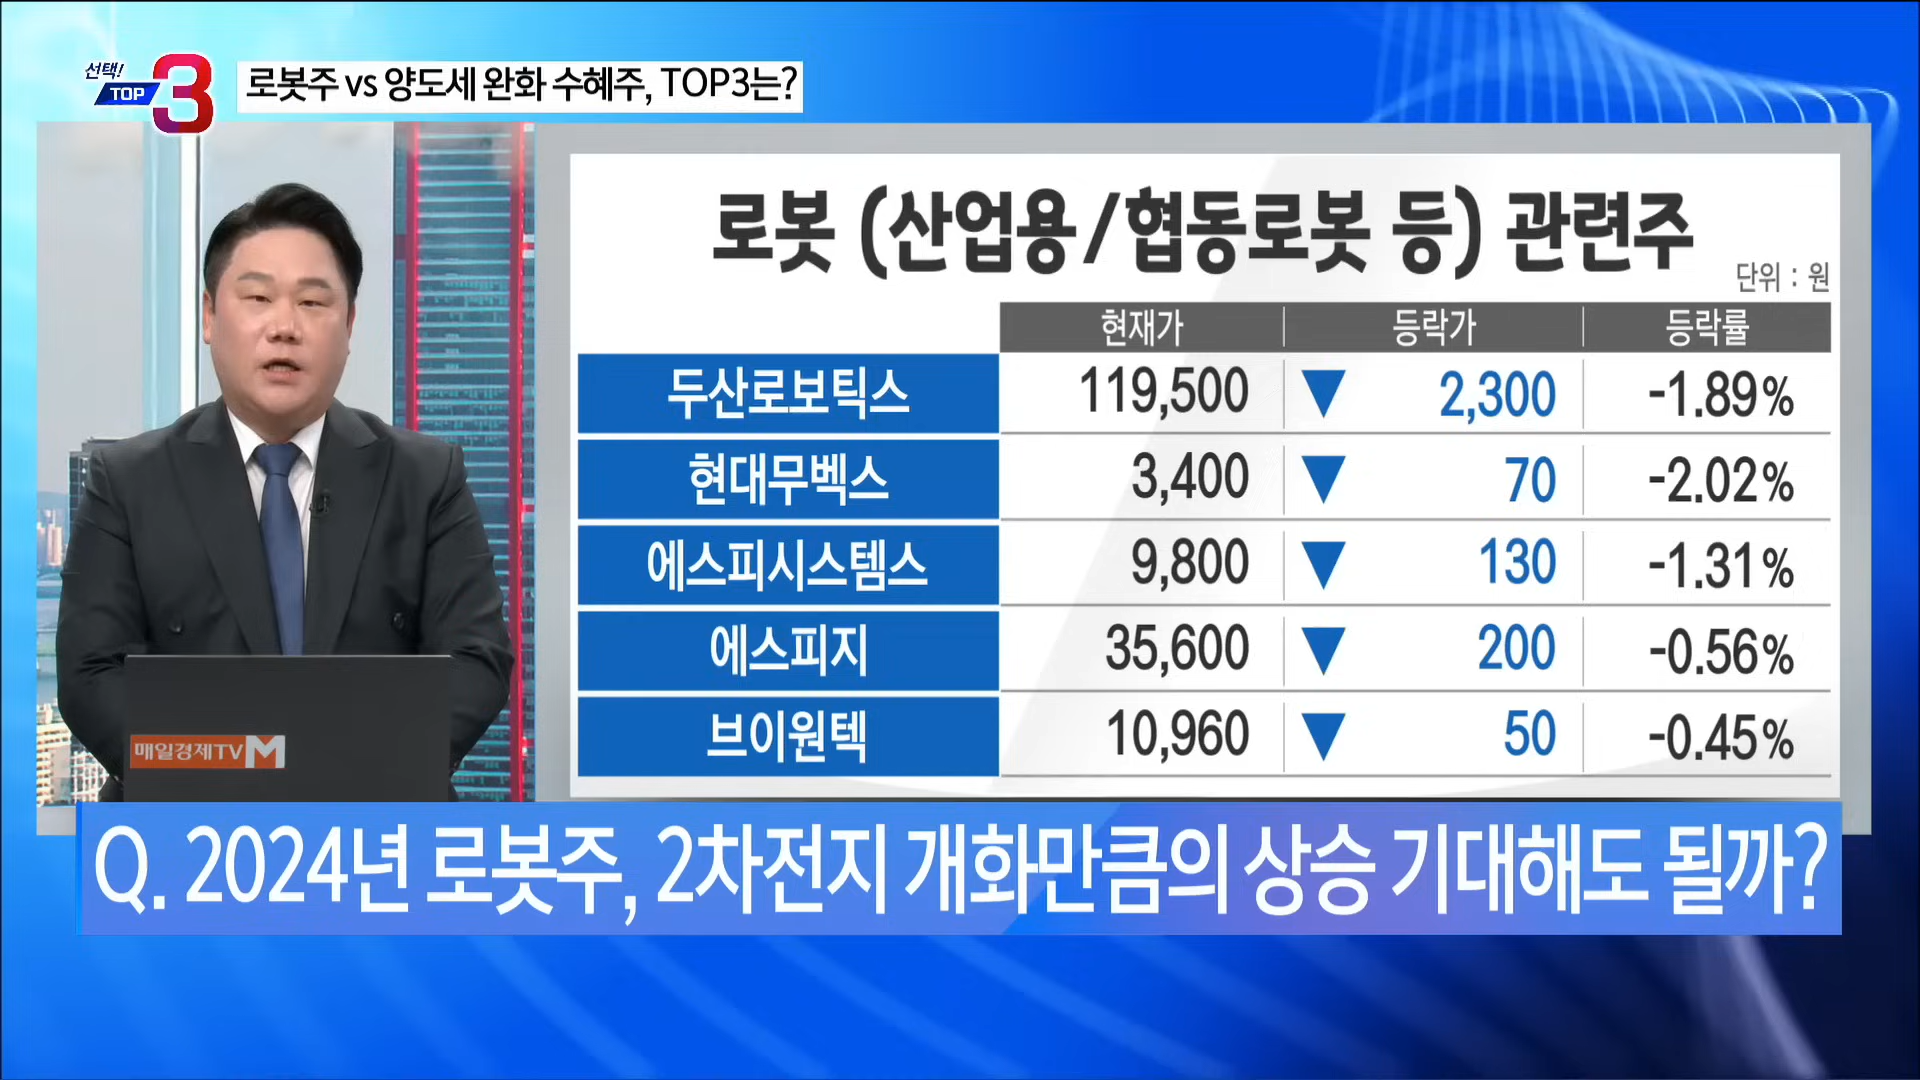 선택! TOP 3
로봇주 vs 양도세 완화 수혜주, TOP3는?
로봇 (산업용/협동로봇 등) 관련주
단위 : 원
현재가 등락가 등락률
두산로보틱스 119,500 ▼ 2,300 -1.89%
현대무벡스 3,400 ▼ 70 -2.02%
에스피시스템스 9,800 ▼ 130 -1.31%
에스피지 35,600 ▼ 200 -0.56%
브이원텍 10,960 ▼ 50 -0.45%
매일경제TV M
Q. 2024년 로봇주, 2차전지 개화만큼의 상승 기대해도 될까?